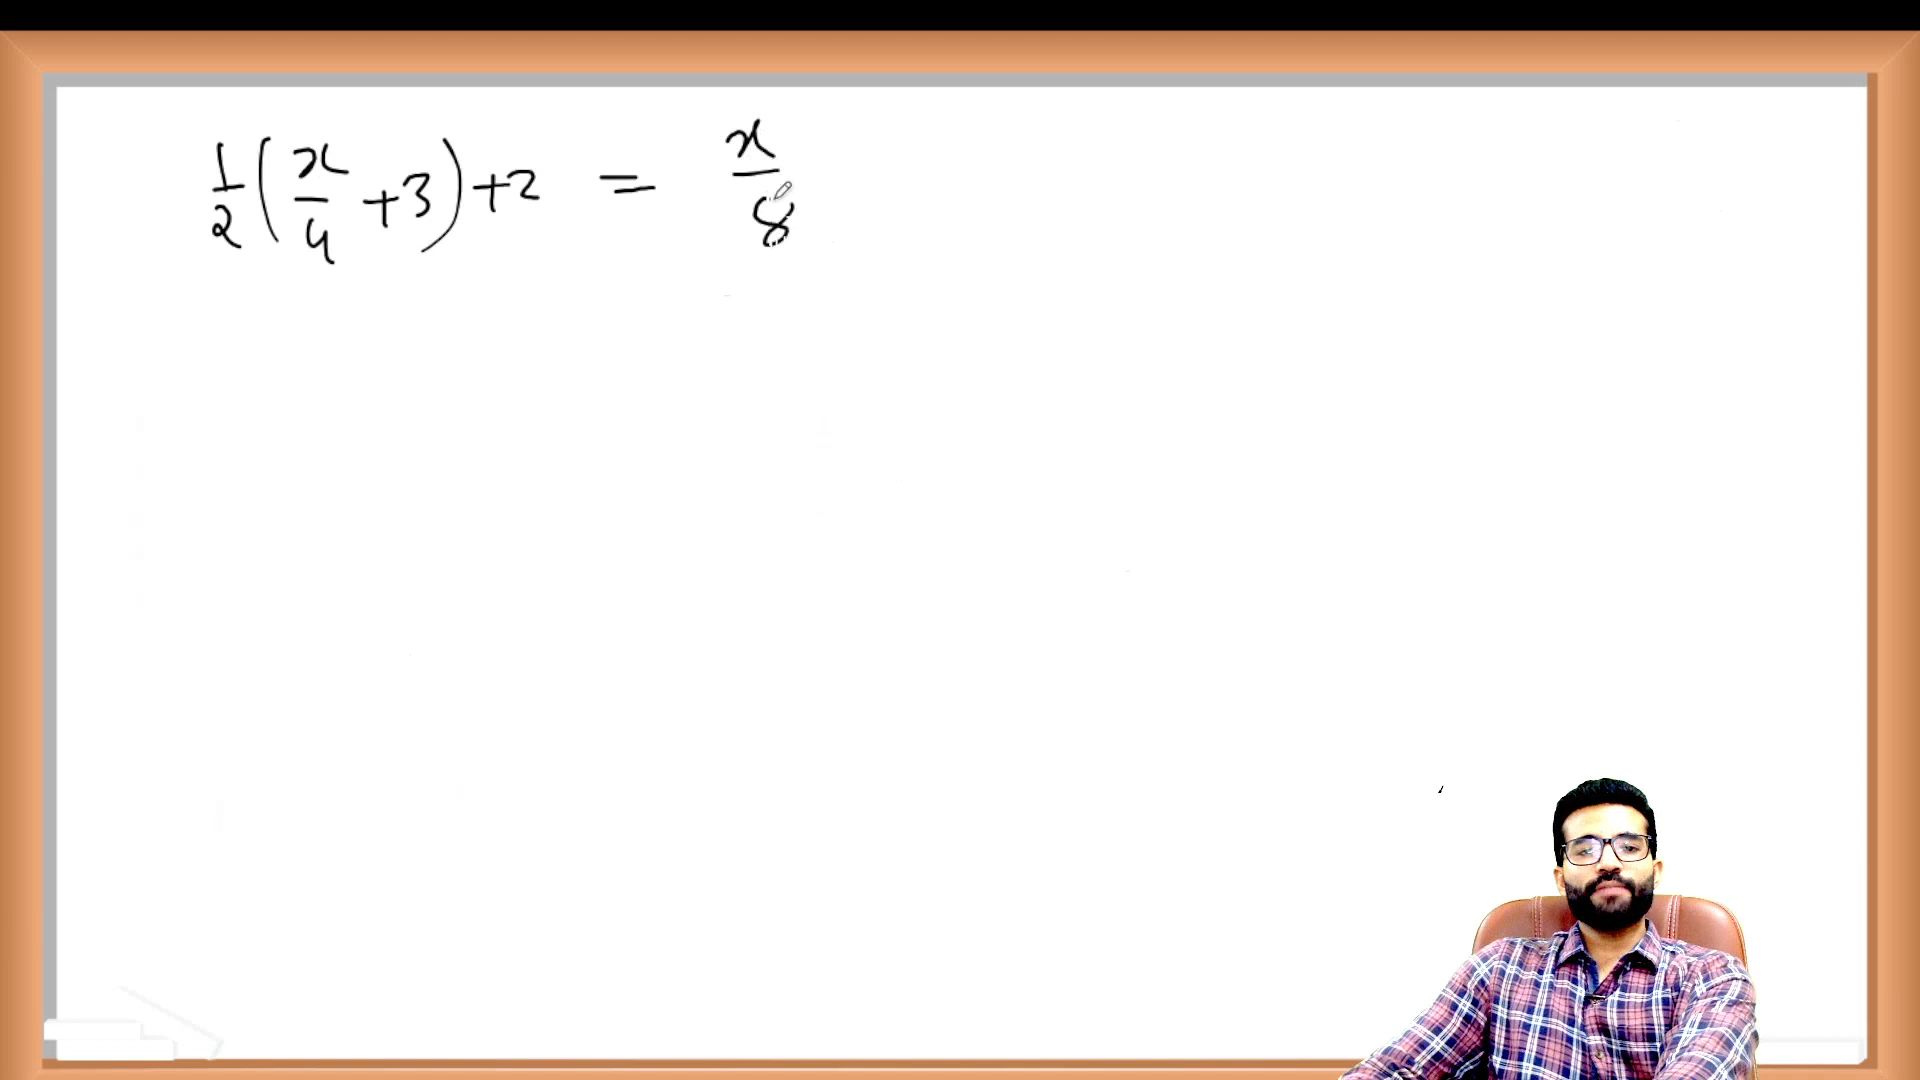 1/2 (x/4 + 3) + 2 = x/8